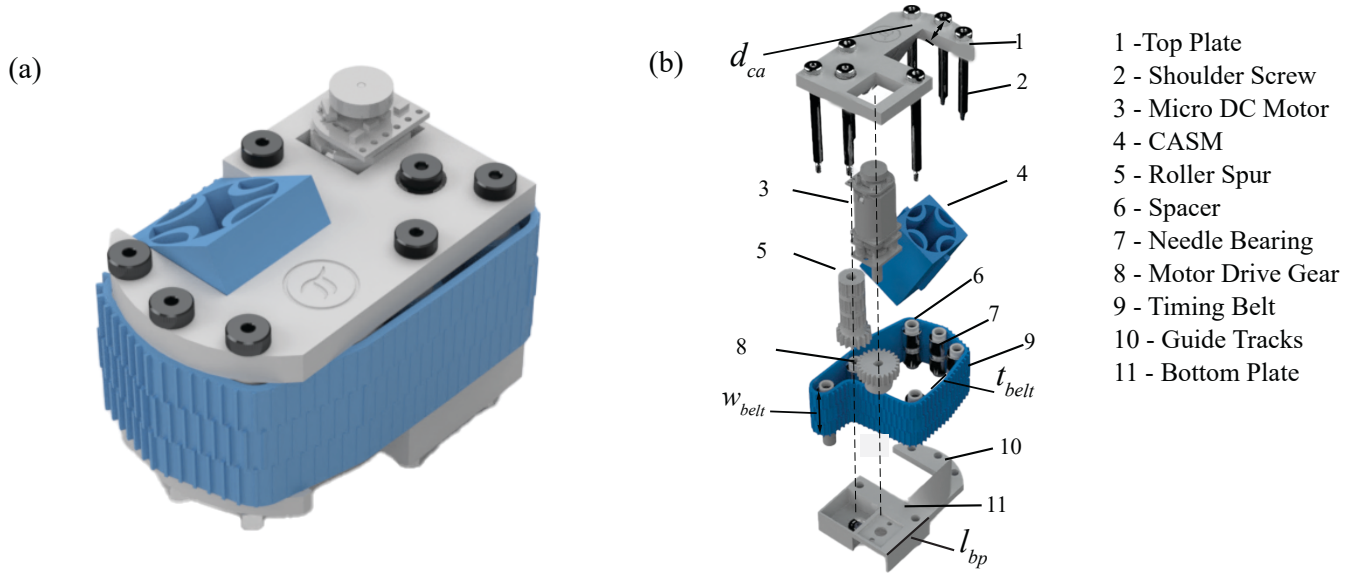 (a)
(b)
d_ca
1
2
3
4
5
6
7
8
9
t_belt
w_belt
10
11
l_bp
1 -Top Plate
2 - Shoulder Screw
3 - Micro DC Motor
4 - CASM
5 - Roller Spur
6 - Spacer
7 - Needle Bearing
8 - Motor Drive Gear
9 - Timing Belt
10 - Guide Tracks
11 - Bottom Plate